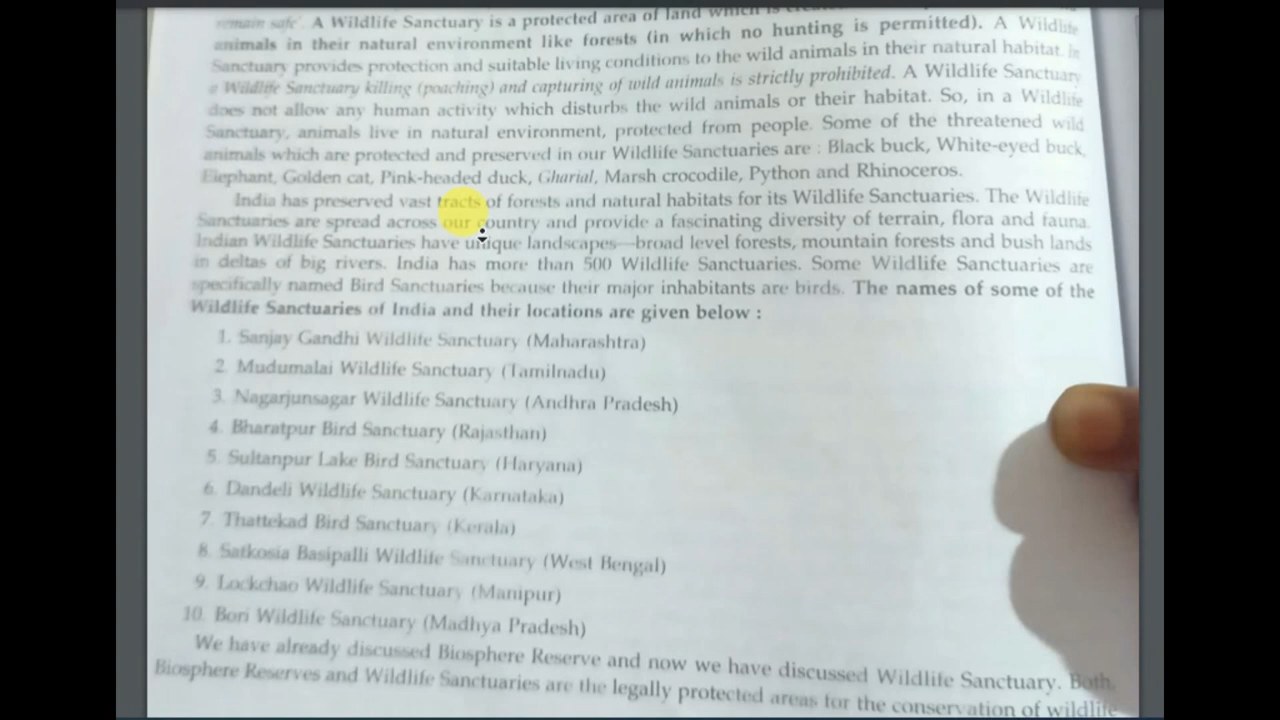 remain safe'. A Wildlife Sanctuary is a protected area of land which is
animals in their natural environment like forests (in which no hunting is permitted). A Wildlife
Sanctuary provides protection and suitable living conditions to the wild animals in their natural habitat. In
a Wildlife Sanctuary killing (poaching) and capturing of wild animals is strictly prohibited. A Wildlife Sanctuary
does not allow any human activity which disturbs the wild animals or their habitat. So, in a Wildlife
Sanctuary, animals live in natural environment, protected from people. Some of the threatened wild
animals which are protected and preserved in our Wildlife Sanctuaries are : Black buck, White-eyed buck,
Elephant, Golden cat, Pink-headed duck, Gharial, Marsh crocodile, Python and Rhinoceros.
India has preserved vast tracts of forests and natural habitats for its Wildlife Sanctuaries. The Wildlife
Sanctuaries are spread across our country and provide a fascinating diversity of terrain, flora and fauna.
Indian Wildlife Sanctuaries have unique landscapes—broad level forests, mountain forests and bush lands
in deltas of big rivers. India has more than 500 Wildlife Sanctuaries. Some Wildlife Sanctuaries are
specifically named Bird Sanctuaries because their major inhabitants are birds. The names of some of the
Wildlife Sanctuaries of India and their locations are given below :
1. Sanjay Gandhi Wildlife Sanctuary (Maharashtra)
2. Mudumalai Wildlife Sanctuary (Tamilnadu)
3. Nagarjunsagar Wildlife Sanctuary (Andhra Pradesh)
4. Bharatpur Bird Sanctuary (Rajasthan)
5. Sultanpur Lake Bird Sanctuary (Haryana)
6. Dandeli Wildlife Sanctuary (Karnataka)
7. Thattekad Bird Sanctuary (Kerala)
8. Satkosia Basipalli Wildlife Sanctuary (West Bengal)
9. Lockchao Wildlife Sanctuary (Manipur)
10. Bori Wildlife Sanctuary (Madhya Pradesh)
We have already discussed Biosphere Reserve and now we have discussed Wildlife Sanctuary. Both,
Biosphere Reserves and Wildlife Sanctuaries are the legally protected areas for the conservation of wildlife